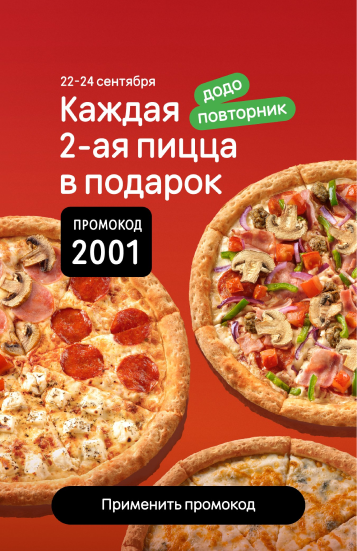 22-24 сентября
Каждая
2-ая пицца
в подарок
додо
повторник
ПРОМОКОД
2001
Применить промокод